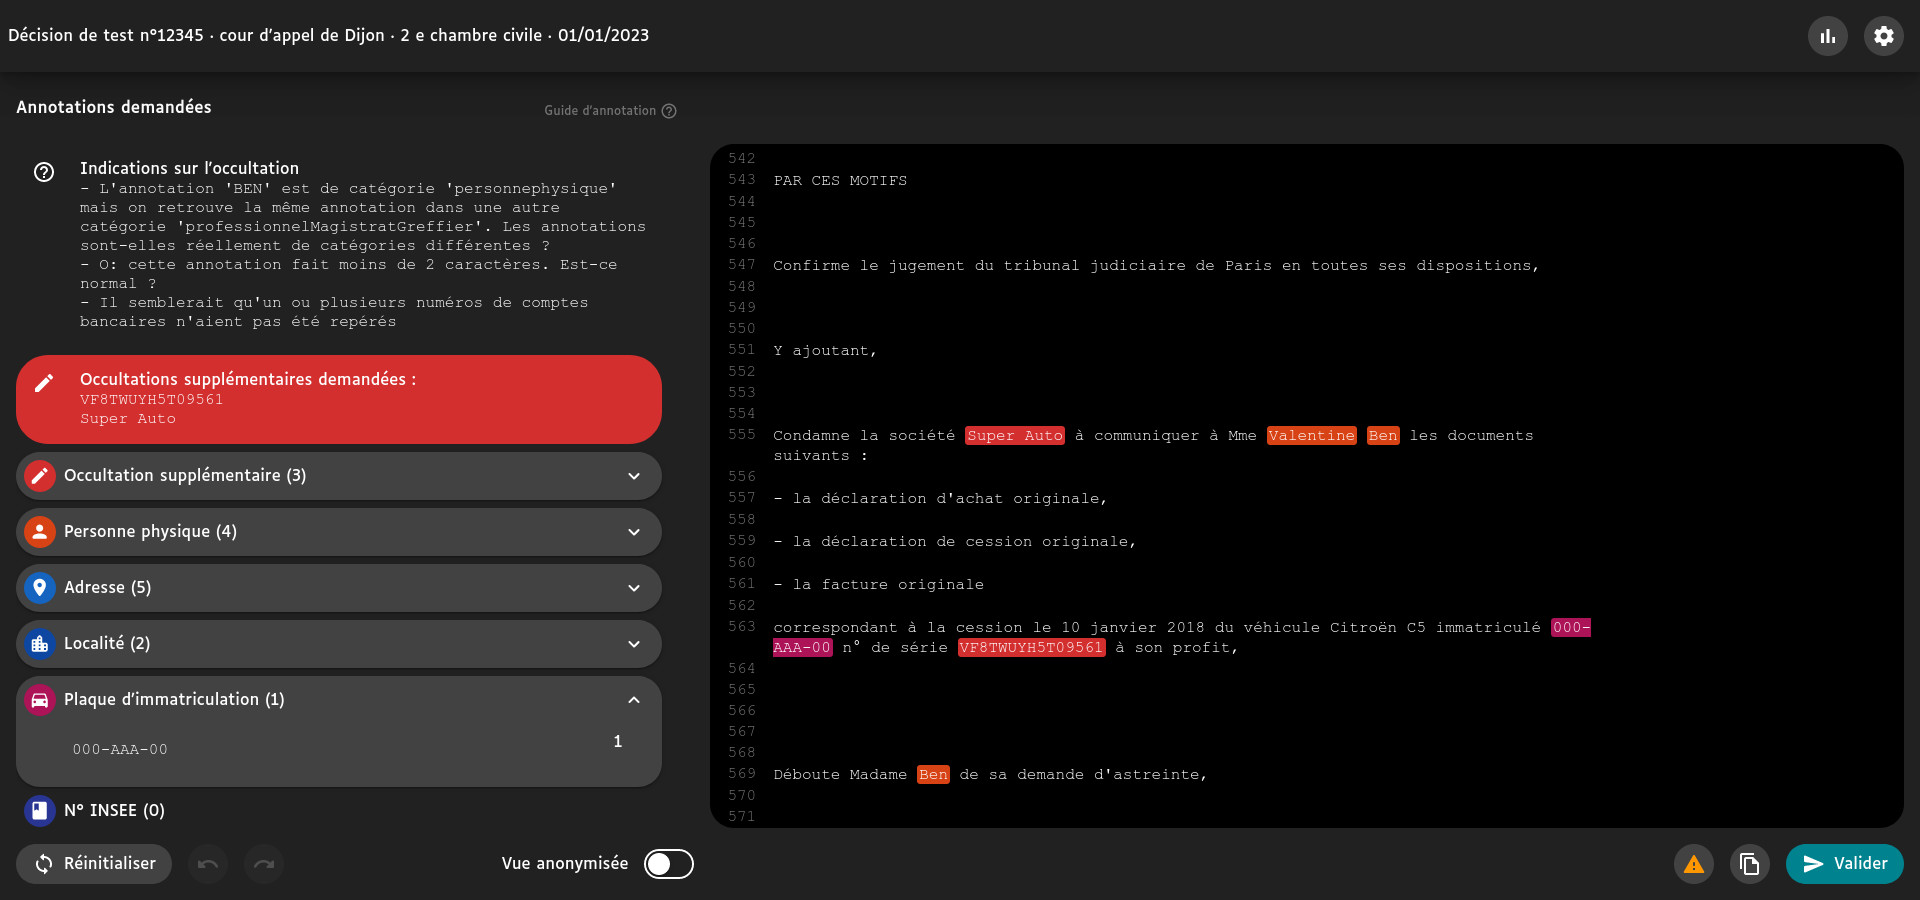 Décision de test n°12345 · cour d'appel de Dijon · 2 e chambre civile · 01/01/2023
Annotations demandées
Guide d'annotation
Indications sur l'occultation
- L'annotation 'BEN' est de catégorie 'personnephysique'
mais on retrouve la même annotation dans une autre
catégorie 'professionnelMagistratGreffier'. Les annotations
sont-elles réellement de catégories différentes ?
- O: cette annotation fait moins de 2 caractères. Est-ce
normal ?
- Il semblerait qu'un ou plusieurs numéros de comptes
bancaires n'aient pas été repérés
Occultations supplémentaires demandées :
VF8TWUYH5T09561
Super Auto
Occultation supplémentaire (3)
Personne physique (4)
Adresse (5)
Localité (2)
Plaque d'immatriculation (1)
000-AAA-00 1
N° INSEE (0)
Réinitialiser
Vue anonymisée
542
543 PAR CES MOTIFS
544
545
546
547 Confirme le jugement du tribunal judiciaire de Paris en toutes ses dispositions,
548
549
550
551 Y ajoutant,
552
553
554
555 Condamne la société Super Auto à communiquer à Mme Valentine Ben les documents
suivants :
556
557 - la déclaration d'achat originale,
558
559 - la déclaration de cession originale,
560
561 - la facture originale
562
563 correspondant à la cession le 10 janvier 2018 du véhicule Citroën C5 immatriculé 000-
AAA-00 n° de série VF8TWUYH5T09561 à son profit,
564
565
566
567
568
569 Déboute Madame Ben de sa demande d'astreinte,
570
571
Valider